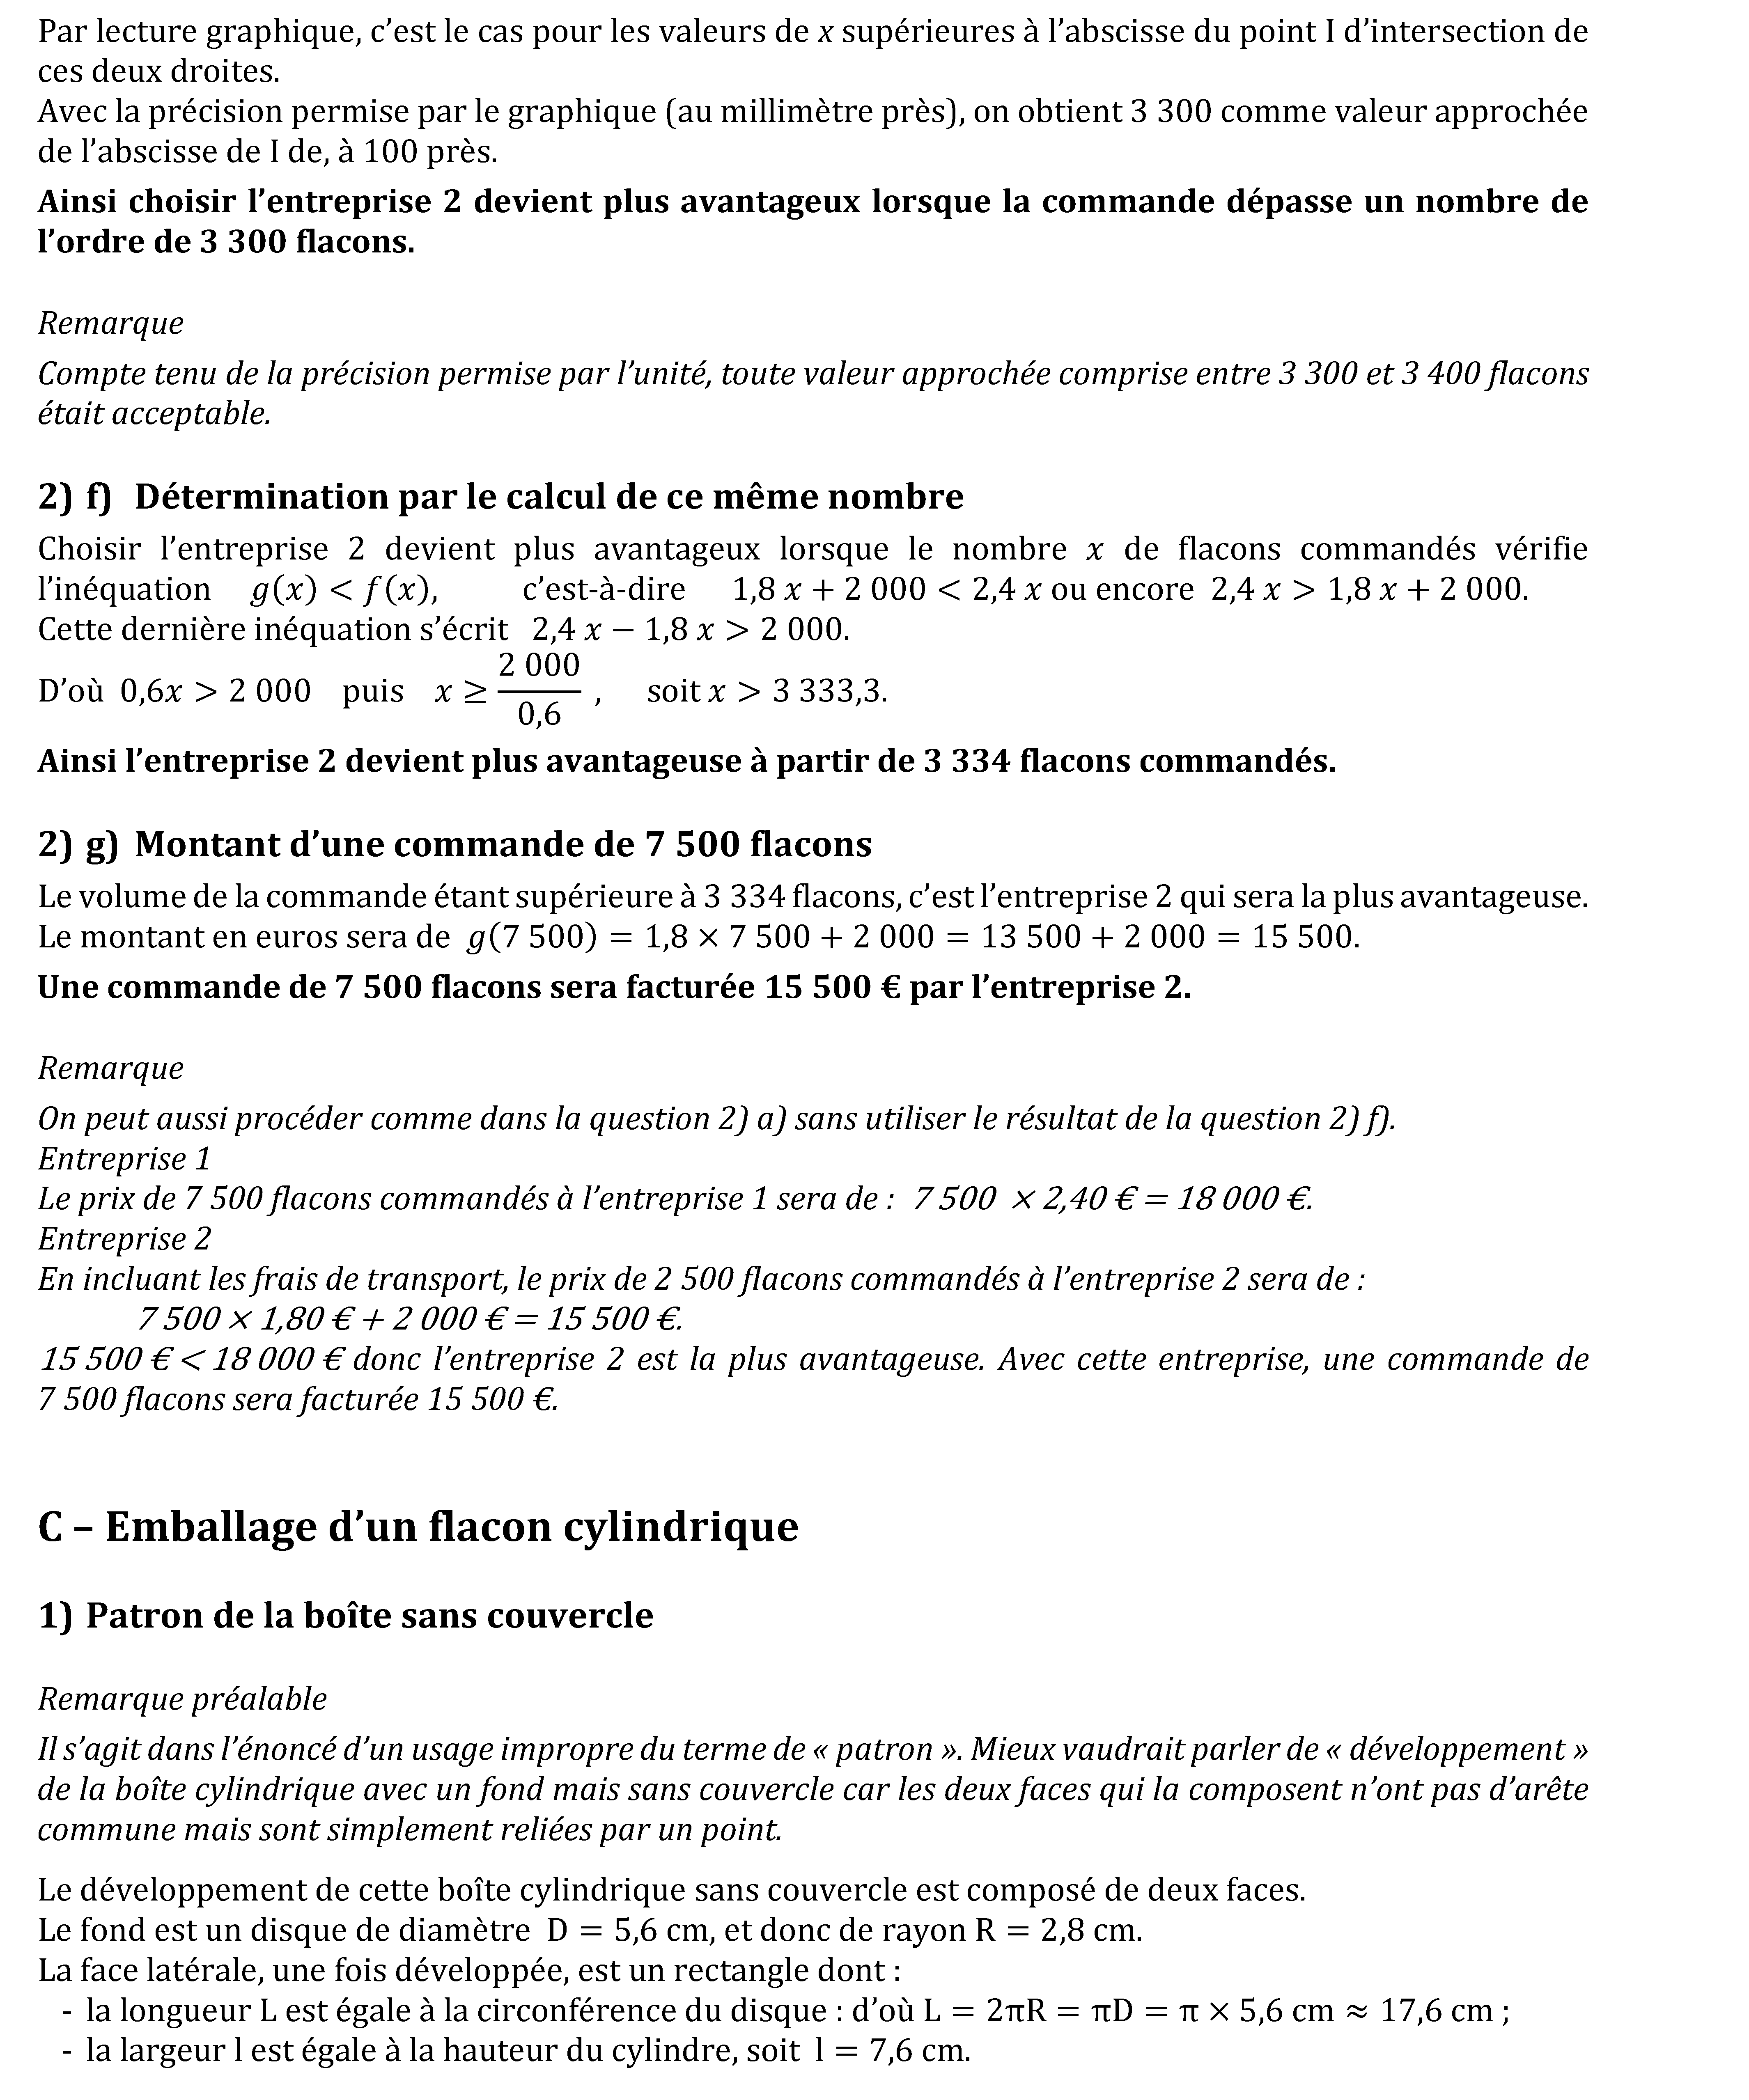 Par lecture graphique, c’est le cas pour les valeurs de x supérieures à l’abscisse du point I d’intersection de
ces deux droites.
Avec la précision permise par le graphique (au millimètre près), on obtient 3 300 comme valeur approchée
de l’abscisse de I de, à 100 près.
Ainsi choisir l’entreprise 2 devient plus avantageux lorsque la commande dépasse un nombre de
l’ordre de 3 300 flacons.
Remarque
Compte tenu de la précision permise par l’unité, toute valeur approchée comprise entre 3 300 et 3 400 flacons
était acceptable.
2) f) Détermination par le calcul de ce même nombre
Choisir l’entreprise 2 devient plus avantageux lorsque le nombre x de flacons commandés vérifie
l’inéquation g(x) < f(x), c’est-à-dire 1,8 x + 2 000 < 2,4 x ou encore 2,4 x > 1,8 x + 2 000.
Cette dernière inéquation s’écrit 2,4 x − 1,8 x > 2 000.
D’où 0,6x > 2 000 puis x ≥ 2 000 / 0,6 , soit x > 3 333,3.
Ainsi l’entreprise 2 devient plus avantageuse à partir de 3 334 flacons commandés.
2) g) Montant d’une commande de 7 500 flacons
Le volume de la commande étant supérieure à 3 334 flacons, c’est l’entreprise 2 qui sera la plus avantageuse.
Le montant en euros sera de g(7 500) = 1,8 × 7 500 + 2 000 = 13 500 + 2 000 = 15 500.
Une commande de 7 500 flacons sera facturée 15 500 € par l’entreprise 2.
Remarque
On peut aussi procéder comme dans la question 2) a) sans utiliser le résultat de la question 2) f).
Entreprise 1
Le prix de 7 500 flacons commandés à l’entreprise 1 sera de : 7 500 × 2,40 € = 18 000 €.
Entreprise 2
En incluant les frais de transport, le prix de 2 500 flacons commandés à l’entreprise 2 sera de :
7 500 × 1,80 € + 2 000 € = 15 500 €.
15 500 € < 18 000 € donc l’entreprise 2 est la plus avantageuse. Avec cette entreprise, une commande de
7 500 flacons sera facturée 15 500 €.
C – Emballage d’un flacon cylindrique
1) Patron de la boîte sans couvercle
Remarque préalable
Il s’agit dans l’énoncé d’un usage impropre du terme de « patron ». Mieux vaudrait parler de « développement »
de la boîte cylindrique avec un fond mais sans couvercle car les deux faces qui la composent n’ont pas d’arête
commune mais sont simplement reliées par un point.
Le développement de cette boîte cylindrique sans couvercle est composé de deux faces.
Le fond est un disque de diamètre D = 5,6 cm, et donc de rayon R = 2,8 cm.
La face latérale, une fois développée, est un rectangle dont :
- la longueur L est égale à la circonférence du disque : d’où L = 2πR = πD = π × 5,6 cm ≈ 17,6 cm ;
- la largeur l est égale à la hauteur du cylindre, soit l = 7,6 cm.